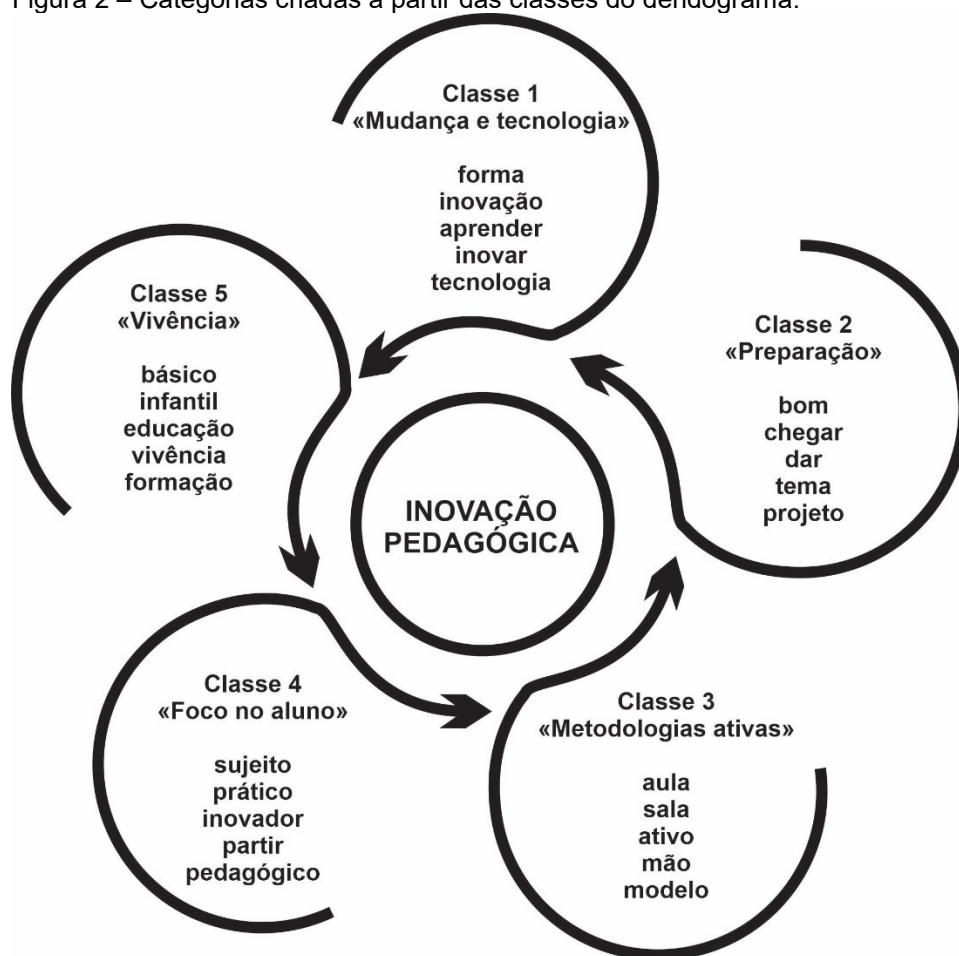 Figura 2 – Categorias criadas a partir das classes do dendograma.
Classe 1
«Mudança e tecnologia»
forma
inovação
aprender
inovar
tecnologia
Classe 2
«Preparação»
bom
chegar
dar
tema
projeto
Classe 3
«Metodologias ativas»
aula
sala
ativo
mão
modelo
Classe 4
«Foco no aluno»
sujeito
prático
inovador
partir
pedagógico
Classe 5
«Vivência»
básico
infantil
educação
vivência
formação
INOVAÇÃO
PEDAGÓGICA